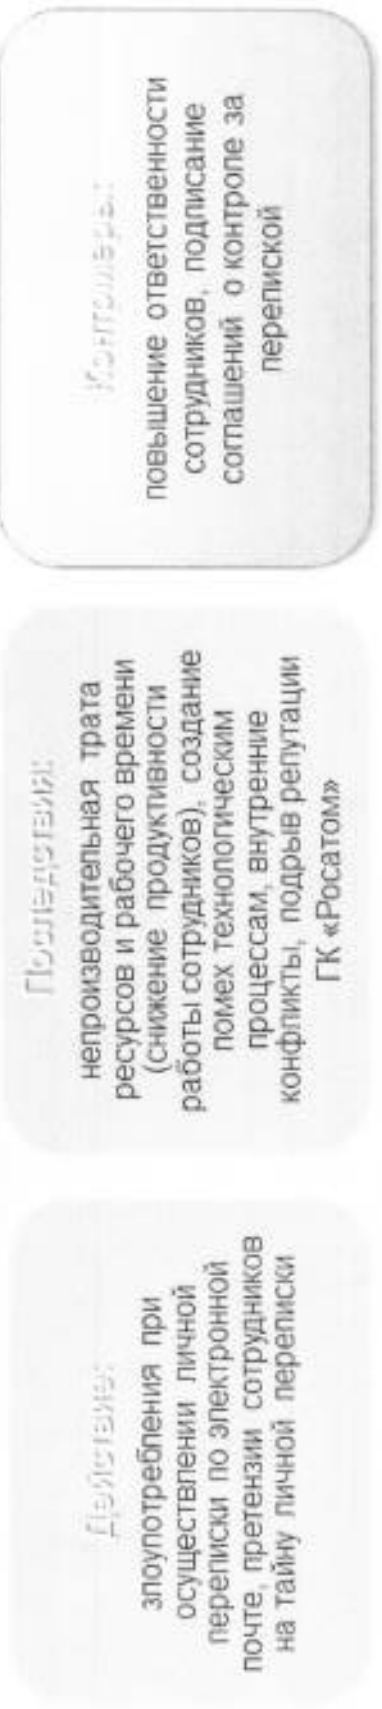 Действие:
злоупотребления при
осуществлении личной
переписки по электронной
почте, претензии сотрудников
на тайну личной переписки
Последствия:
непроизводительная трата
ресурсов и рабочего времени
(снижение продуктивности
работы сотрудников), создание
помех технологическим
процессам, внутренние
конфликты, подрыв репутации
ГК «Росатом»
Контрмеры:
повышение ответственности
сотрудников, подписание
соглашений о контроле за
перепиской